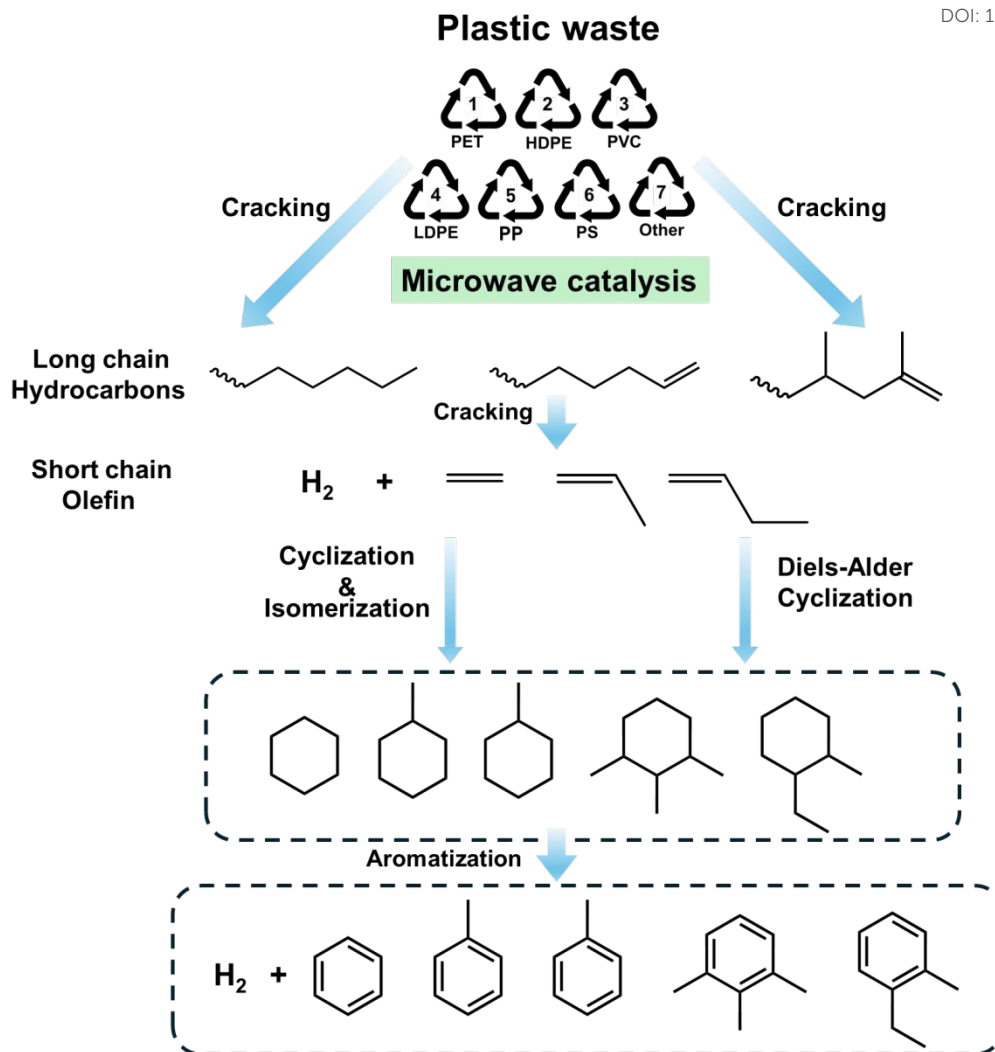 DOI: 1
Plastic waste
1 2 3
PET HDPE PVC
4 5 6 7
LDPE PP PS Other
Cracking
Cracking
Microwave catalysis
Long chain
Hydrocarbons
Cracking
Short chain
Olefin
H₂ +
Cyclization
&
Isomerization
Diels-Alder
Cyclization
Aromatization
H₂ +